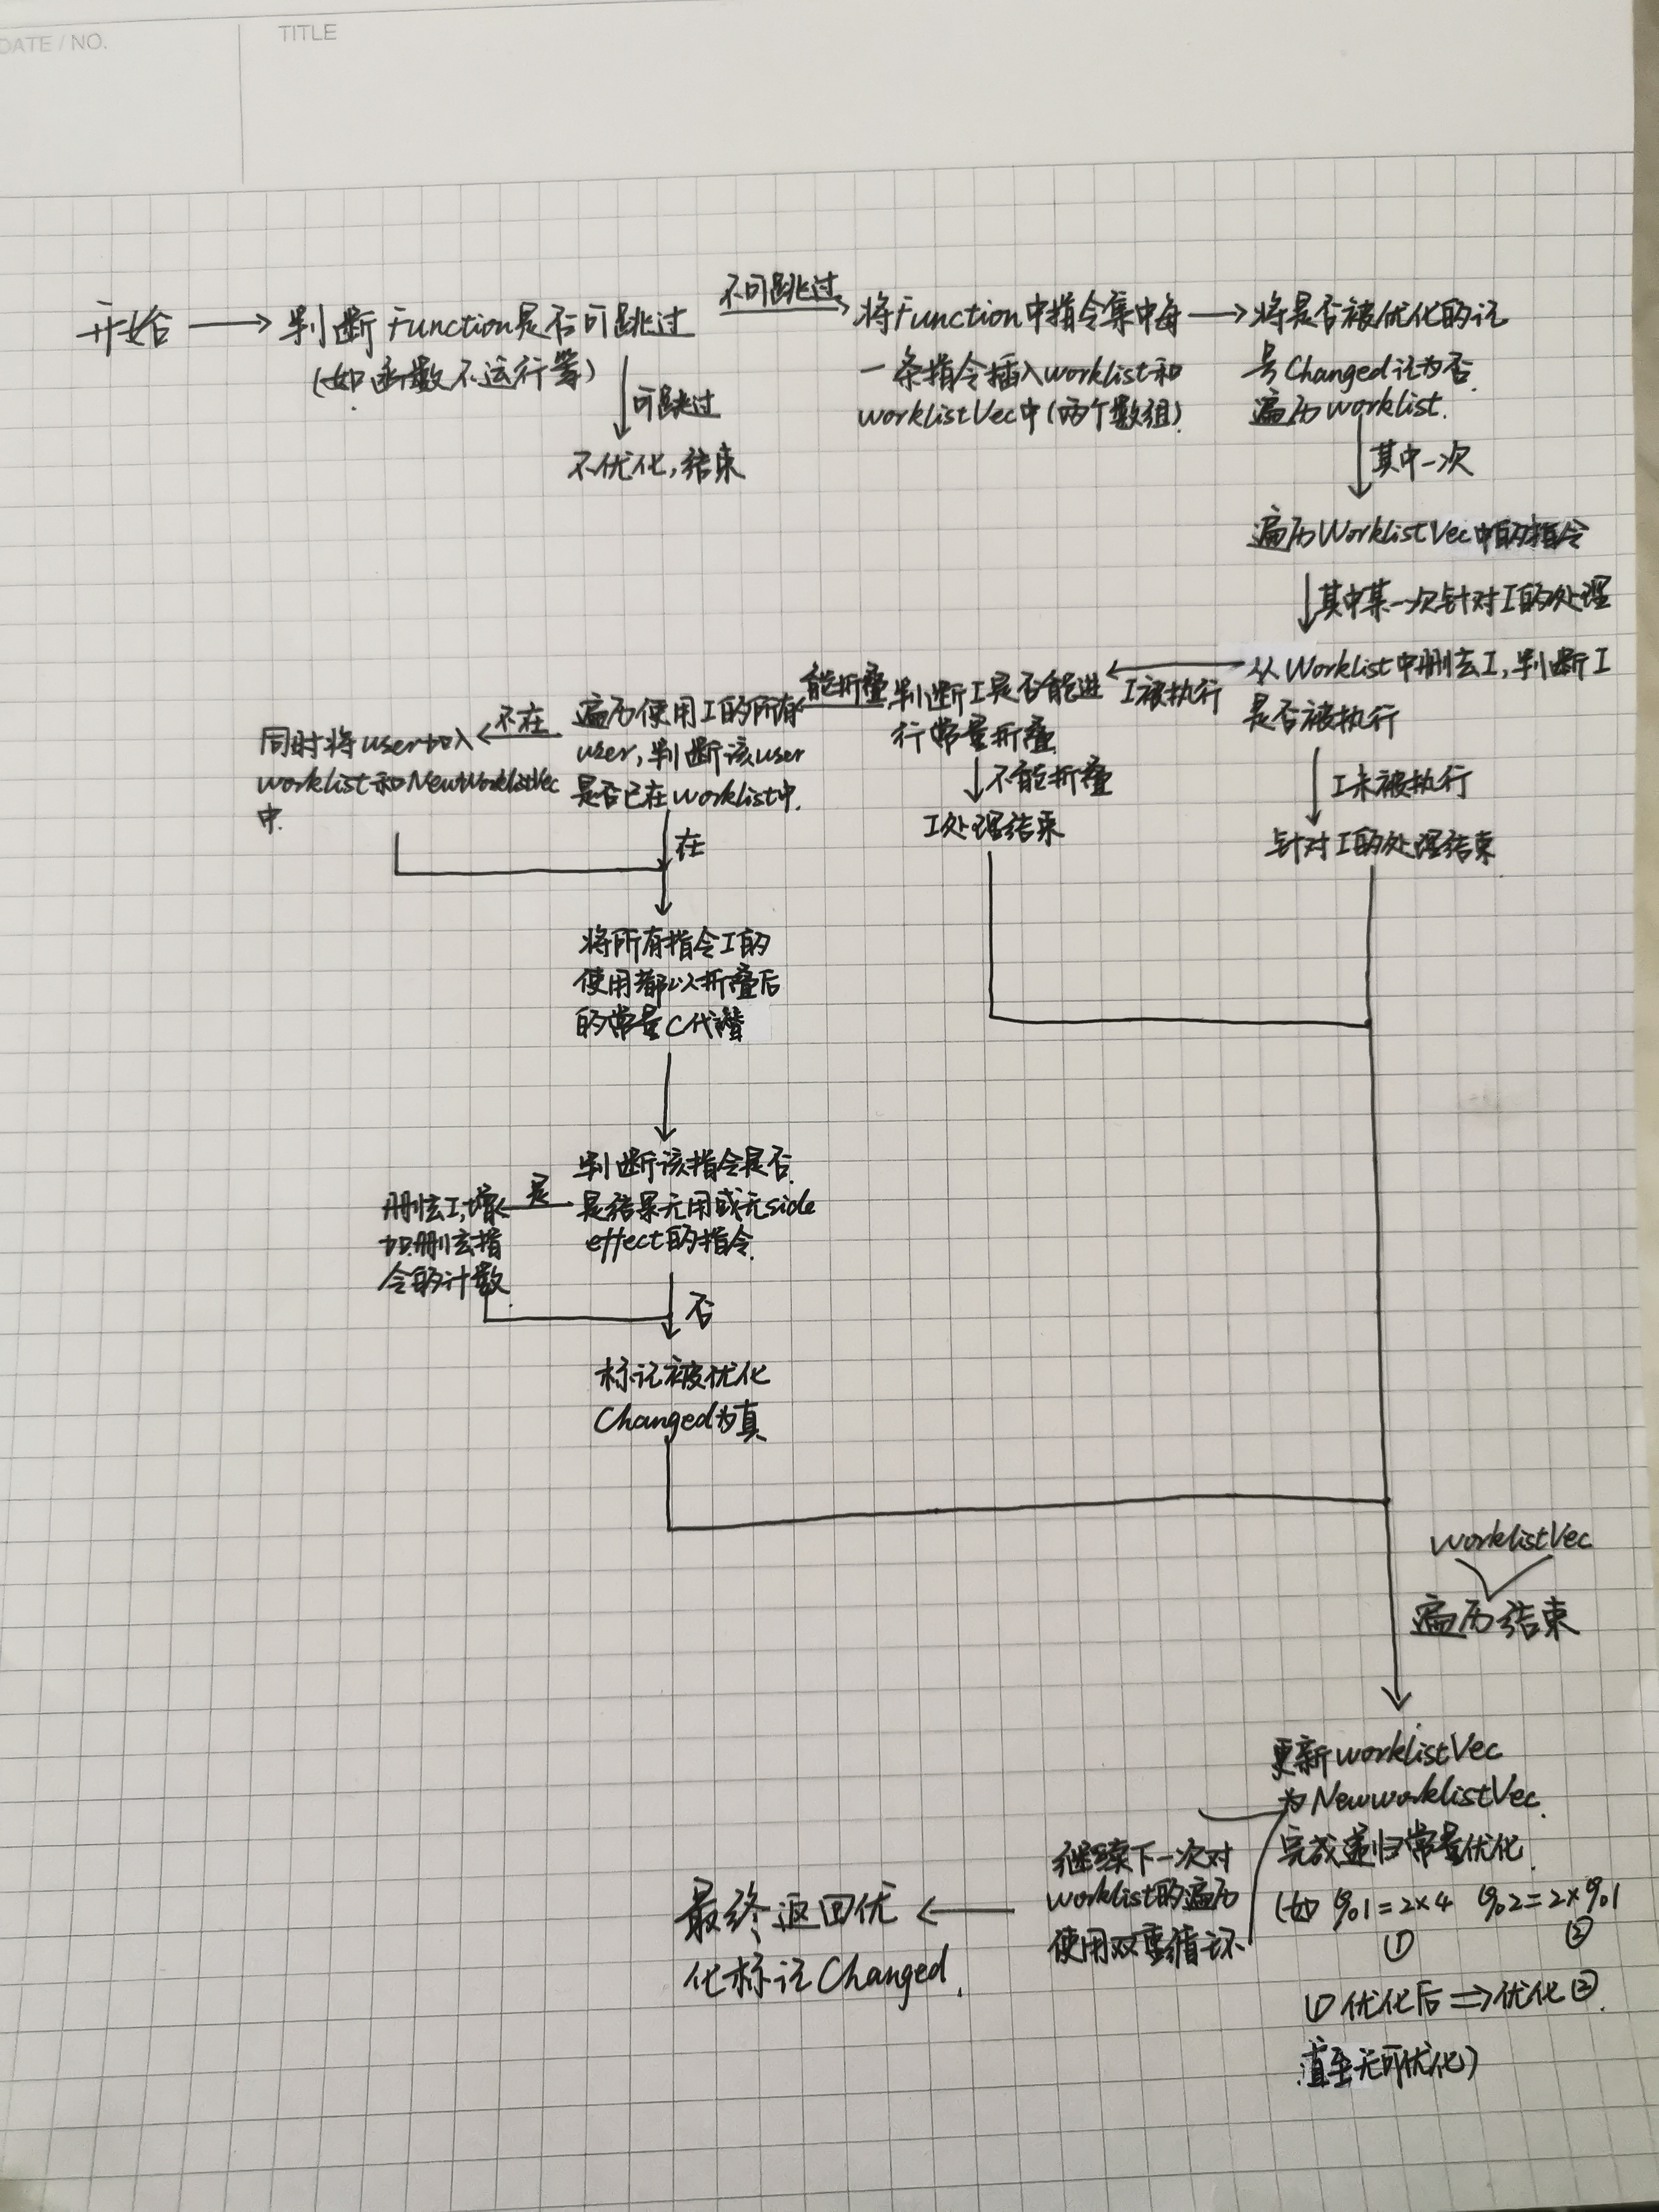 DATE / NO.
TITLE
开始
判断Function是否可跳过
(如函数不运行等)
可跳过
不优化,结束
不可跳过
将Function中指令集中每
一条指令插入worklist和
worklistVec中(两个数组).
将是否被优化的记
号Changed记为否.
遍历worklist.
其中一次
遍历WorklistVec中的指令
其中某一次针对I的处理
从Worklist中删去I,判断I
是否被执行
I未被执行
针对I的处理结束.
I被执行
判断I是否能进
行常量折叠.
不能折叠
I处理结束
能折叠
遍历使用I的所有
user,判断该user
是否已在worklist中.
不在
同时将user加入
worklist和NewWorklistVec
中.
在
将所有指令I的
使用都以折叠后
的常量C代替
判断该指令是否
是结果无用或无side
effect的指令.
是
删去I,增
加删去指
令的计数.
否
标记被优化
Changed为真
worklistVec
遍历结束
更新worklistVec
为NewworklistVec.
完成递归常量优化.
(如 %1=2×4 %2=2×%1
① ②
①优化后⇒优化②.
直至无可优化)
继续下一次对
worklist的遍历
使用双重循环
最终返回优
化标记Changed.